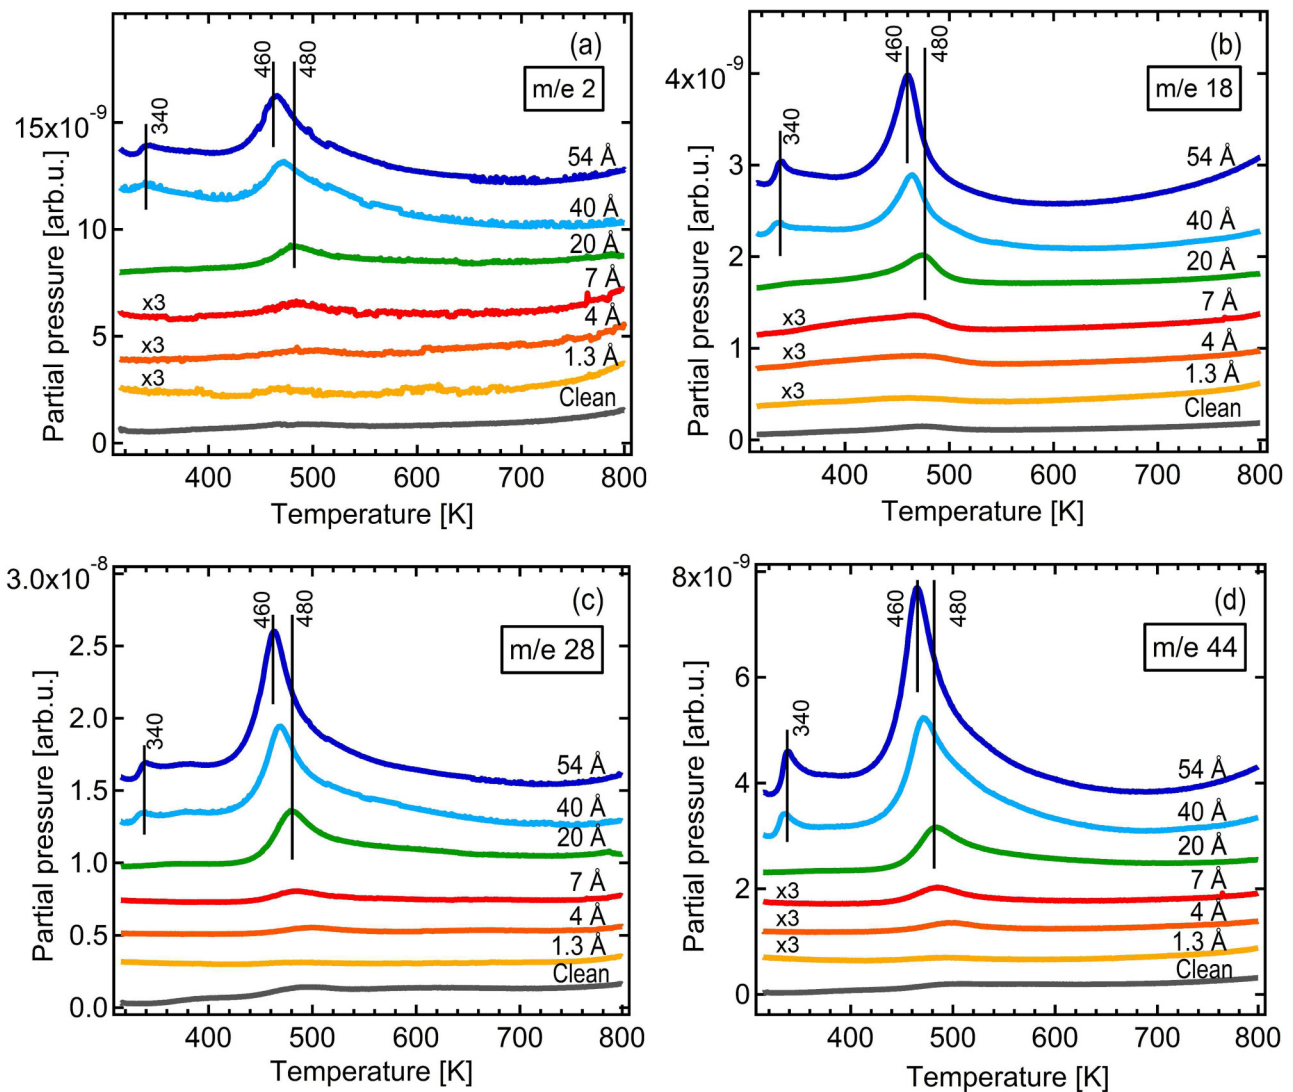 (a)
m/e 2
460
480
340
15x10⁻⁹
10
5
0
Partial pressure [arb.u.]
54 Å
40 Å
20 Å
7 Å
x3
4 Å
x3
1.3 Å
x3
Clean
400 500 600 700 800
Temperature [K]
(b)
m/e 18
460
480
340
4x10⁻⁹
3
2
1
0
Partial pressure [arb.u.]
54 Å
40 Å
20 Å
7 Å
x3
4 Å
x3
1.3 Å
x3
Clean
400 500 600 700 800
Temperature [K]
(c)
m/e 28
460
480
340
3.0x10⁻⁸
2.5
2.0
1.5
1.0
0.5
0.0
Partial pressure [arb.u.]
54 Å
40 Å
20 Å
7 Å
4 Å
1.3 Å
Clean
400 500 600 700 800
Temperature [K]
(d)
m/e 44
460
480
340
8x10⁻⁹
6
4
2
0
Partial pressure [arb.u.]
54 Å
40 Å
20 Å
7 Å
x3
4 Å
x3
1.3 Å
x3
Clean
400 500 600 700 800
Temperature [K]